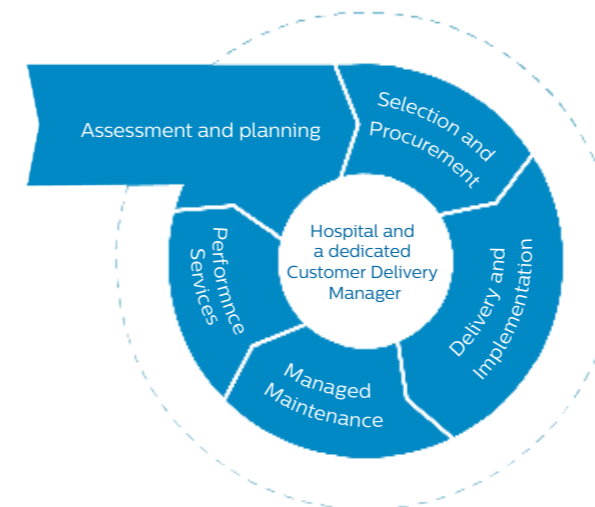 Assessment and planning
Selection and
Procurement
Delivery and
Implementation
Managed
Maintenance
Performnce
Services
Hospital and
a dedicated
Customer Delivery
Manager